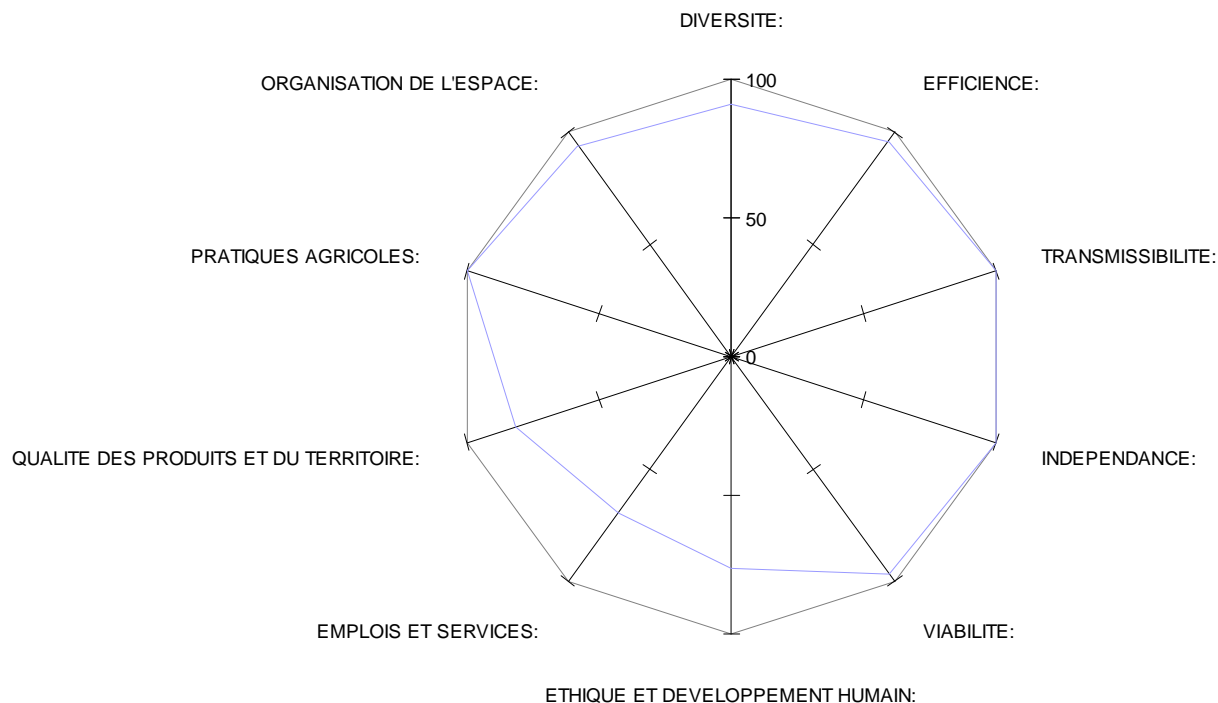 DIVERSITE:
ORGANISATION DE L'ESPACE:
EFFICIENCE:
100
50
PRATIQUES AGRICOLES:
TRANSMISSIBILITE:
0
QUALITE DES PRODUITS ET DU TERRITOIRE:
INDEPENDANCE:
EMPLOIS ET SERVICES:
VIABILITE:
ETHIQUE ET DEVELOPPEMENT HUMAIN: